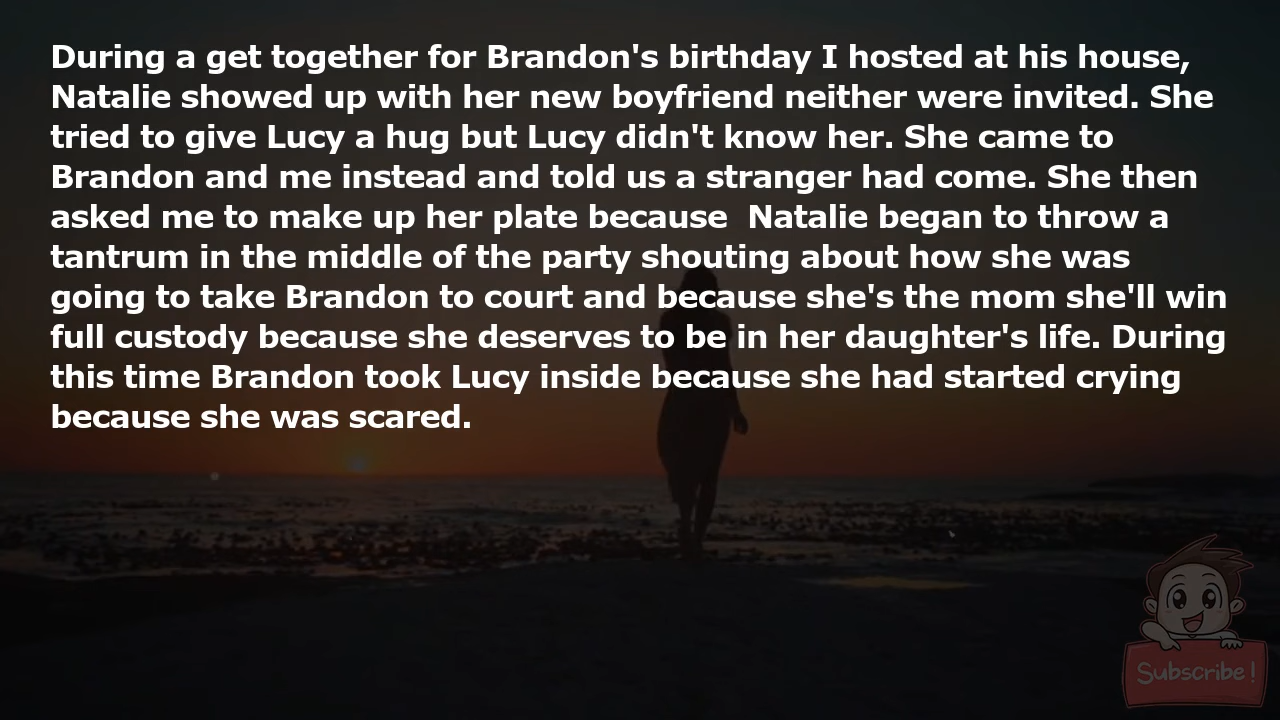 During a get together for Brandon's birthday I hosted at his house,
Natalie showed up with her new boyfriend neither were invited. She
tried to give Lucy a hug but Lucy didn't know her. She came to
Brandon and me instead and told us a stranger had come. She then
asked me to make up her plate because  Natalie began to throw a
tantrum in the middle of the party shouting about how she was
going to take Brandon to court and because she's the mom she'll win
full custody because she deserves to be in her daughter's life. During
this time Brandon took Lucy inside because she had started crying
because she was scared.
Subscribe!